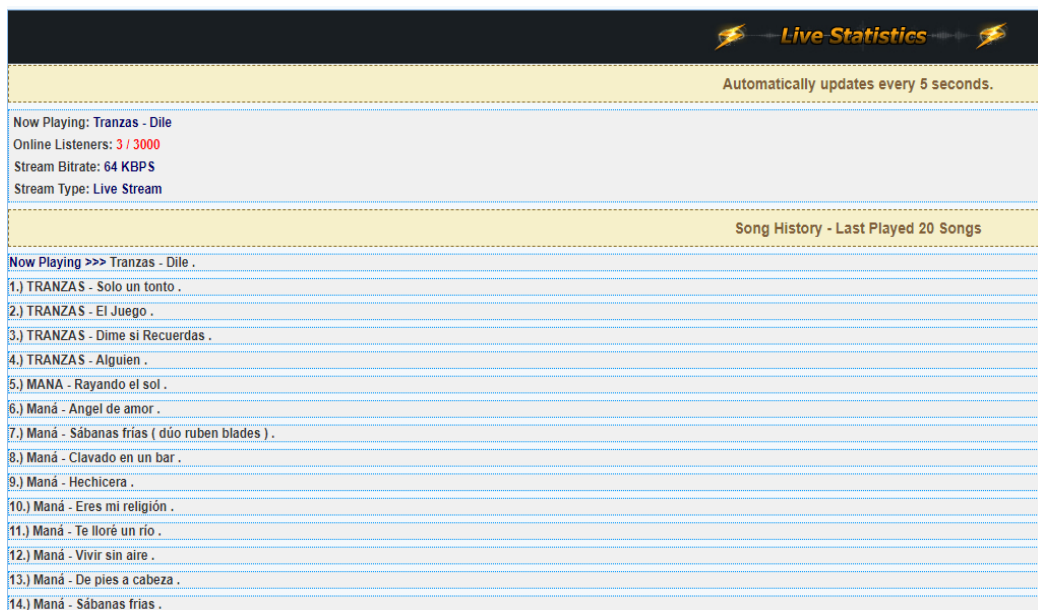 Live Statistics
Automatically updates every 5 seconds.
Now Playing: Tranzas - Dile
Online Listeners: 3 / 3000
Stream Bitrate: 64 KBPS
Stream Type: Live Stream
Song History - Last Played 20 Songs
Now Playing >>> Tranzas - Dile .
1.) TRANZAS - Solo un tonto .
2.) TRANZAS - El Juego .
3.) TRANZAS - Dime si Recuerdas .
4.) TRANZAS - Alguien .
5.) MANA - Rayando el sol .
6.) Maná - Angel de amor .
7.) Maná - Sábanas frías ( dúo ruben blades ) .
8.) Maná - Clavado en un bar .
9.) Maná - Hechicera .
10.) Maná - Eres mi religión .
11.) Maná - Te lloré un río .
12.) Maná - Vivir sin aire .
13.) Maná - De pies a cabeza .
14.) Maná - Sábanas frias .